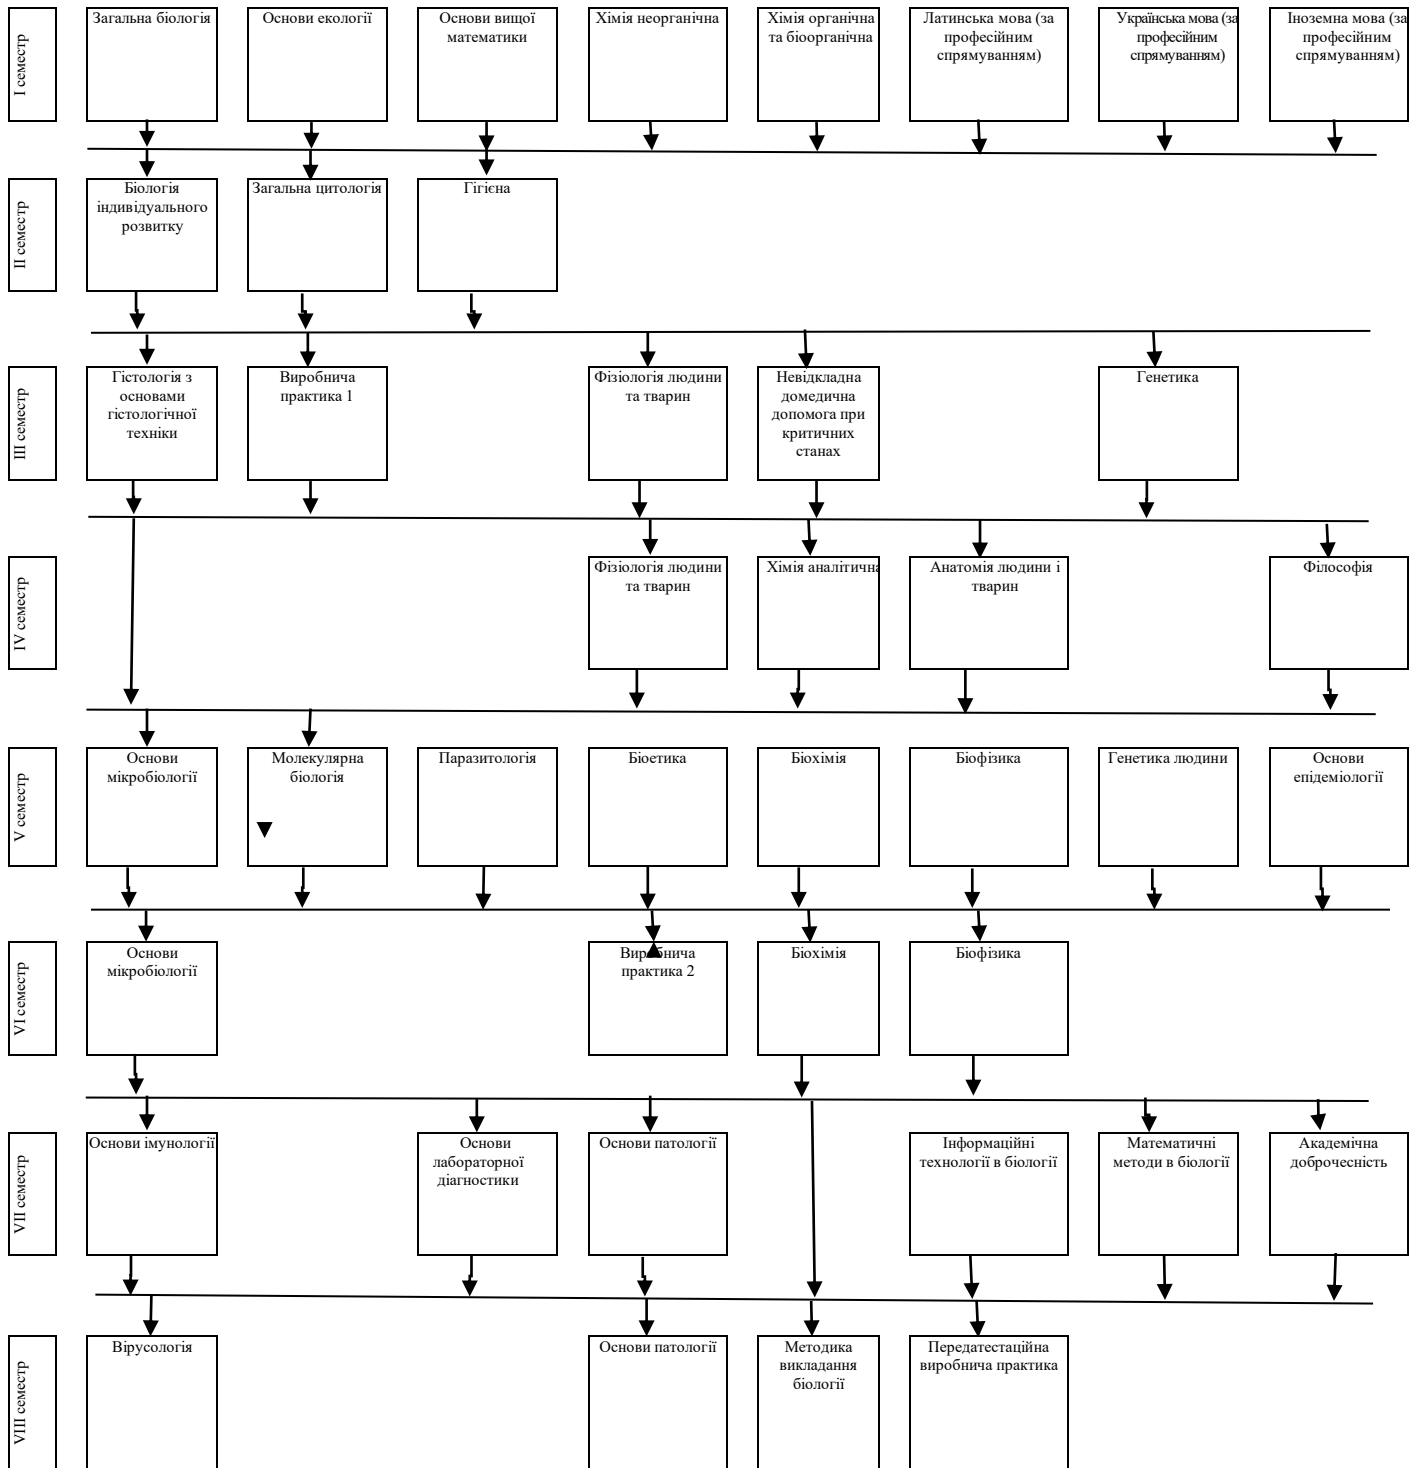 I семестр
Загальна біологія
Основи екології
Основи вищої
математики
Хімія неорганічна
Хімія органічна
та біоорганічна
Латинська мова (за
професійним
спрямуванням)
Українська мова (за
професійним
спрямуванням)
Іноземна мова (за
професійним
спрямуванням)
II семестр
Біологія
індивідуального
розвитку
Загальна цитологія
Гігієна
III семестр
Гістологія з
основами
гістологічної
техніки
Виробнича
практика 1
Фізіологія людини
та тварин
Невідкладна
домедична
допомога при
критичних
станах
Генетика
IV семестр
Фізіологія людини
та тварин
Хімія аналітична
Анатомія людини і
тварин
Філософія
V семестр
Основи
мікробіології
Молекулярна
біологія
Паразитологія
Біоетика
Біохімія
Біофізика
Генетика людини
Основи
епідеміології
VI семестр
Основи
мікробіології
Виробнича
практика 2
Біохімія
Біофізика
VII семестр
Основи імунології
Основи
лабораторної
діагностики
Основи патології
Інформаційні
технології в біології
Математичні
методи в біології
Академічна
доброчесність
VIII семестр
Вірусологія
Основи патології
Методика
викладання
біології
Передатестаційна
виробнича практика